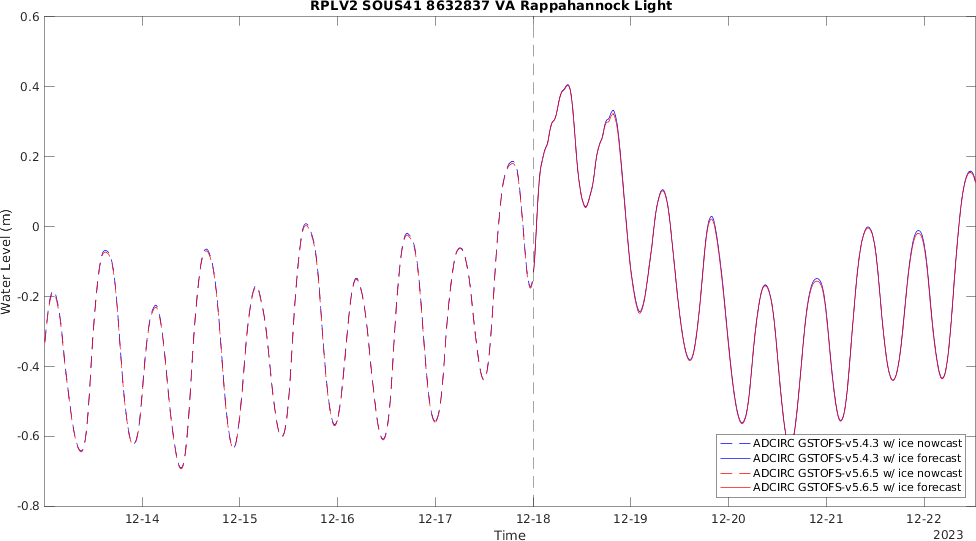 RPLV2 SOUS41 8632837 VA Rappahannock Light
0.6
0.4
0.2
0
-0.2
-0.4
-0.6
-0.8
Water Level (m)
ADCIRC GSTOFS-v5.4.3 w/ ice nowcast
ADCIRC GSTOFS-v5.4.3 w/ ice forecast
ADCIRC GSTOFS-v5.6.5 w/ ice nowcast
ADCIRC GSTOFS-v5.6.5 w/ ice forecast
12-14 12-15 12-16 12-17 12-18 12-19 12-20 12-21 12-22
Time
2023